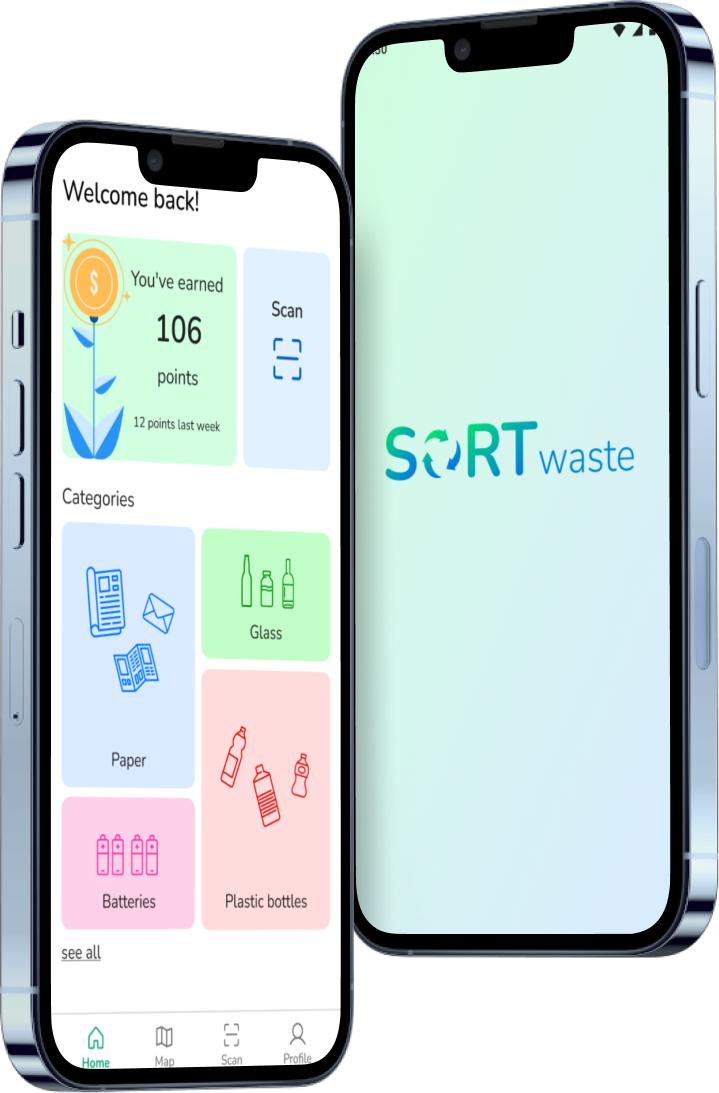 Welcome back!
You've earned
106
points
12 points last week
Scan
$
Categories
Paper
Glass
Batteries
Plastic bottles
see all
Home
Map
Scan
Profile
SORT waste